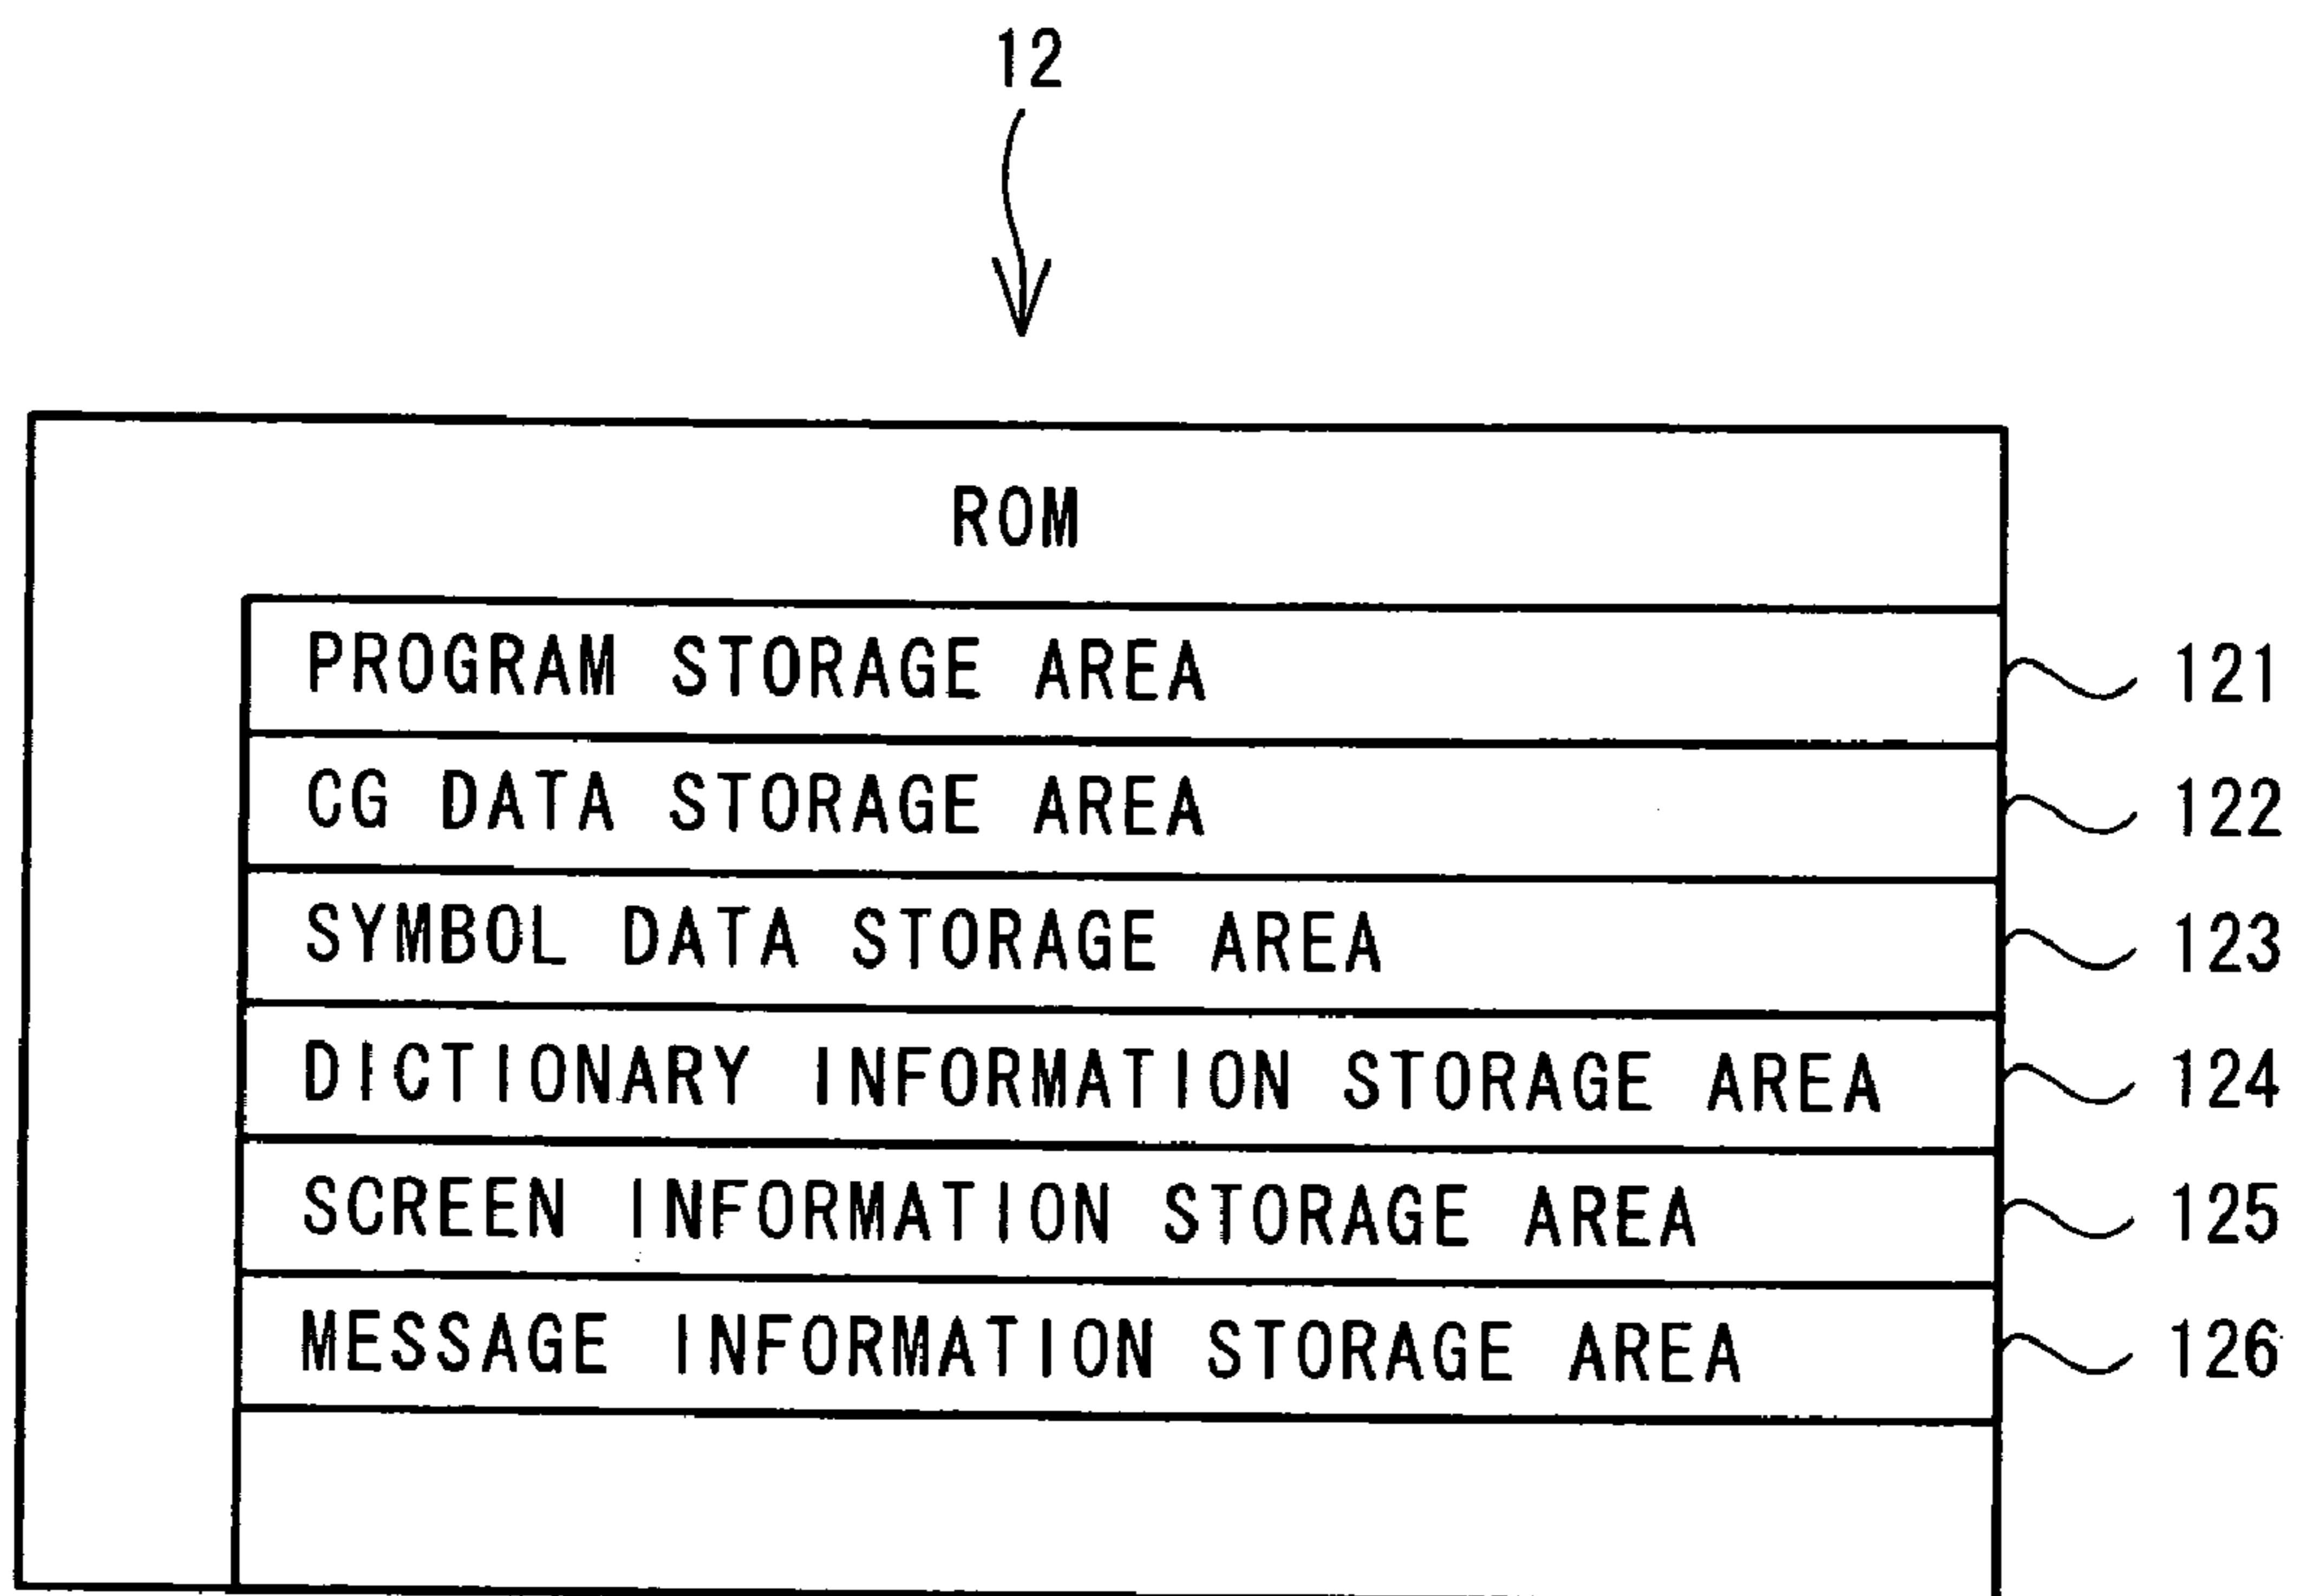 12
ROM
PROGRAM STORAGE AREA 121
CG DATA STORAGE AREA 122
SYMBOL DATA STORAGE AREA 123
DICTIONARY INFORMATION STORAGE AREA 124
SCREEN INFORMATION STORAGE AREA 125
MESSAGE INFORMATION STORAGE AREA 126